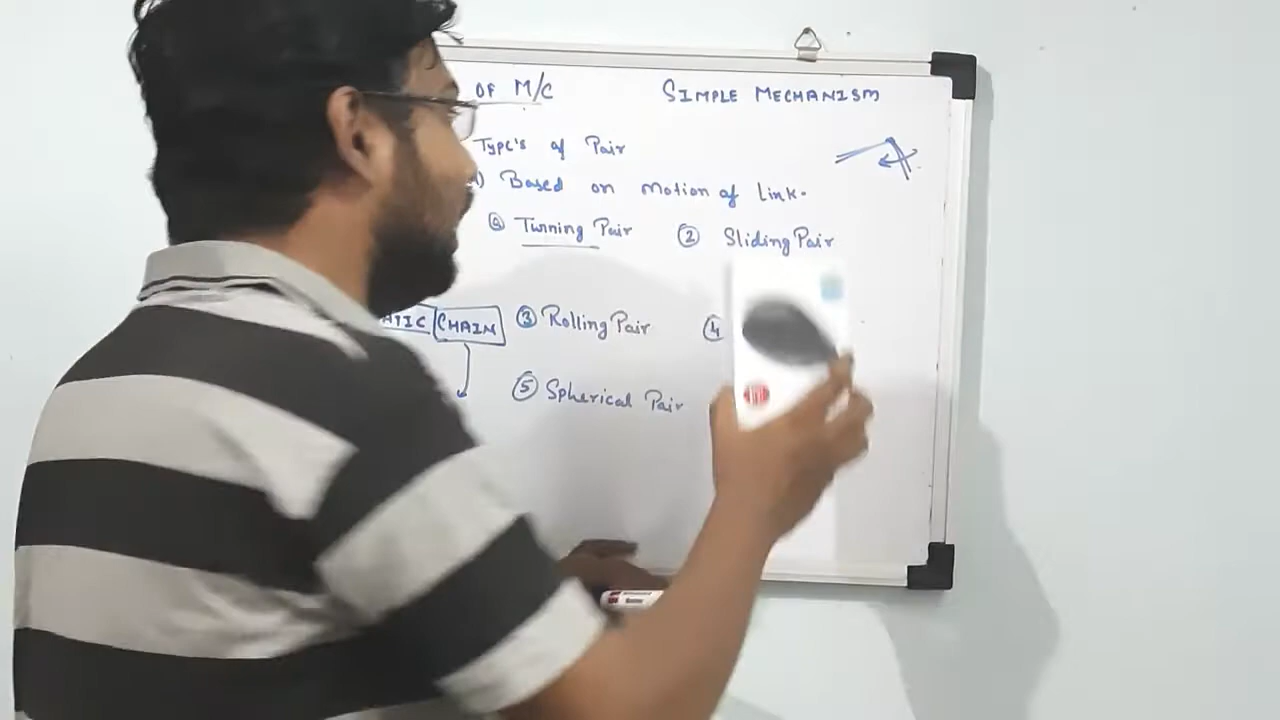 OF M/C SIMPLE MECHANISM
Type's of Pair
Based on Motion of Link.
① Turning Pair ② Sliding Pair
CHAIN ③ Rolling Pair ④
⑤ Spherical Pair